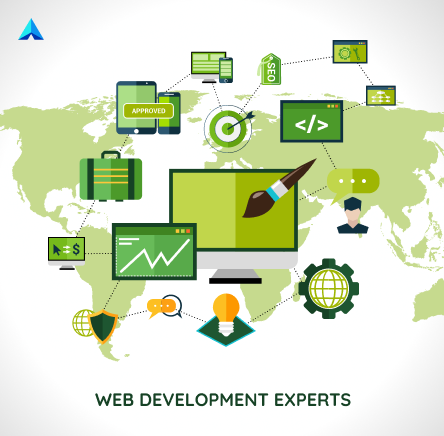 SEO
APPROVED
</>
$
WEB DEVELOPMENT EXPERTS